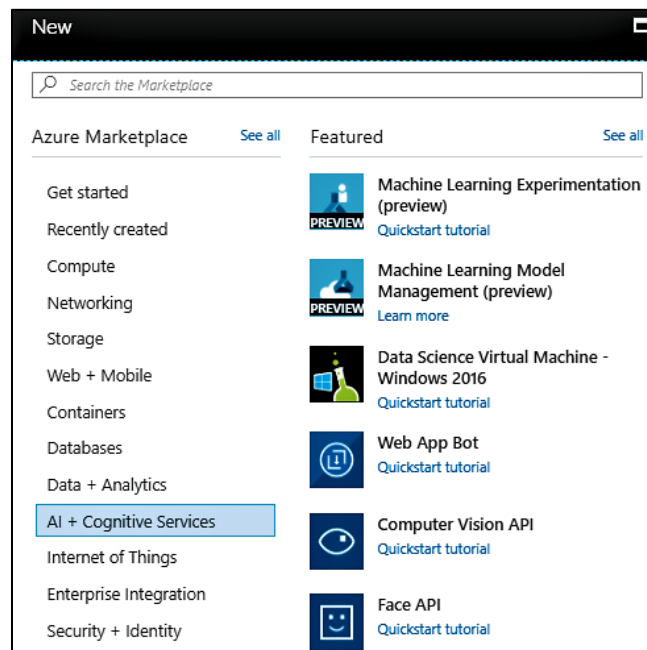 New
Search the Marketplace
Azure Marketplace
See all
Get started
Recently created
Compute
Networking
Storage
Web + Mobile
Containers
Databases
Data + Analytics
AI + Cognitive Services
Internet of Things
Enterprise Integration
Security + Identity
Featured
See all
PREVIEW
Machine Learning Experimentation
(preview)
Quickstart tutorial
PREVIEW
Machine Learning Model
Management (preview)
Learn more
Data Science Virtual Machine -
Windows 2016
Quickstart tutorial
Web App Bot
Quickstart tutorial
Computer Vision API
Quickstart tutorial
Face API
Quickstart tutorial